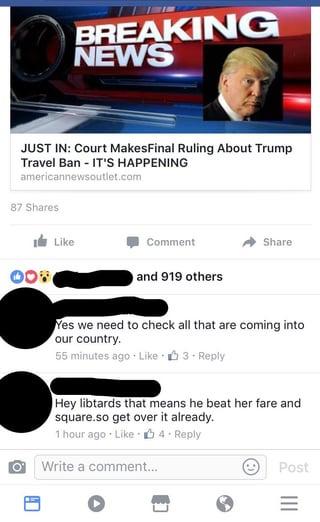 BREAKING
NEWS
JUST IN: Court MakesFinal Ruling About Trump
Travel Ban - IT'S HAPPENING
americannewsoutlet.com
87 Shares
Like Comment Share
and 919 others
Yes we need to check all that are coming into
our country.
55 minutes ago · Like · 3 · Reply
Hey libtards that means he beat her fare and
square.so get over it already.
1 hour ago · Like · 4 · Reply
Write a comment... Post